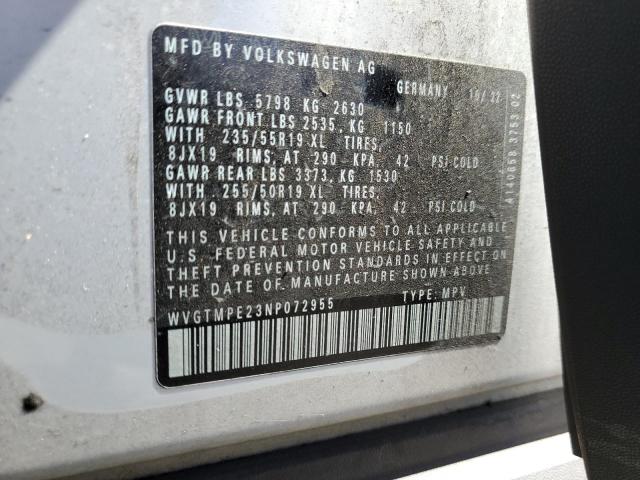 MFD BY VOLKSWAGEN AG
GERMANY 10/22
GVWR LBS 5798 KG 2630
GAWR FRONT LBS 2535, KG 1150
WITH 235/55R19 XL TIRES,
8JX19 RIMS, AT 290 KPA, 42 PSI COLD
GAWR REAR LBS 3373, KG 1530
WITH 255/50R19 XL TIRES,
8JX19 RIMS, AT 290 KPA, 42 PSI COLD
THIS VEHICLE CONFORMS TO ALL APPLICABLE
U.S. FEDERAL MOTOR VEHICLE SAFETY AND
THEFT PREVENTION STANDARDS IN EFFECT ON
THE DATE OF MANUFACTURE SHOWN ABOVE
WVGTMPE23NP072955 TYPE: MPV